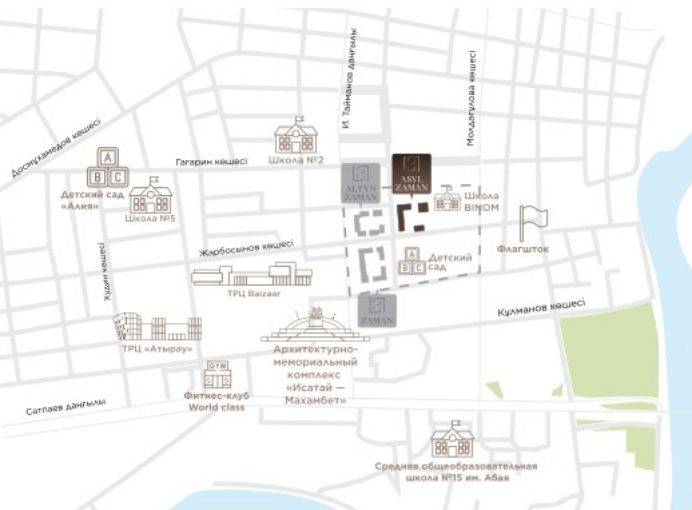 И. Тайманов даңғылы
Молдағұлова көшесі
Досмұхамедов көшесі
Школа №2
Гагарин көшесі
A
B C
Детский сад
«Алия»
Школа №5
ALTYN
ZAMAN
ASYL
ZAMAN
Школа
BINOM
Флагшток
Жарбосынов көшесі
Худин көшесі
ТРЦ Baizaar
A
B C
Детский
сад
ZAMAN
Құлманов көшесі
ТРЦ «Атырау»
Архитектурно-
мемориальный
комплекс
«Исатай —
Махамбет»
GYM
Фитнес-клуб
World class
Сатпаев даңғылы
Средняя общеобразовательная
школа №15 им. Абая